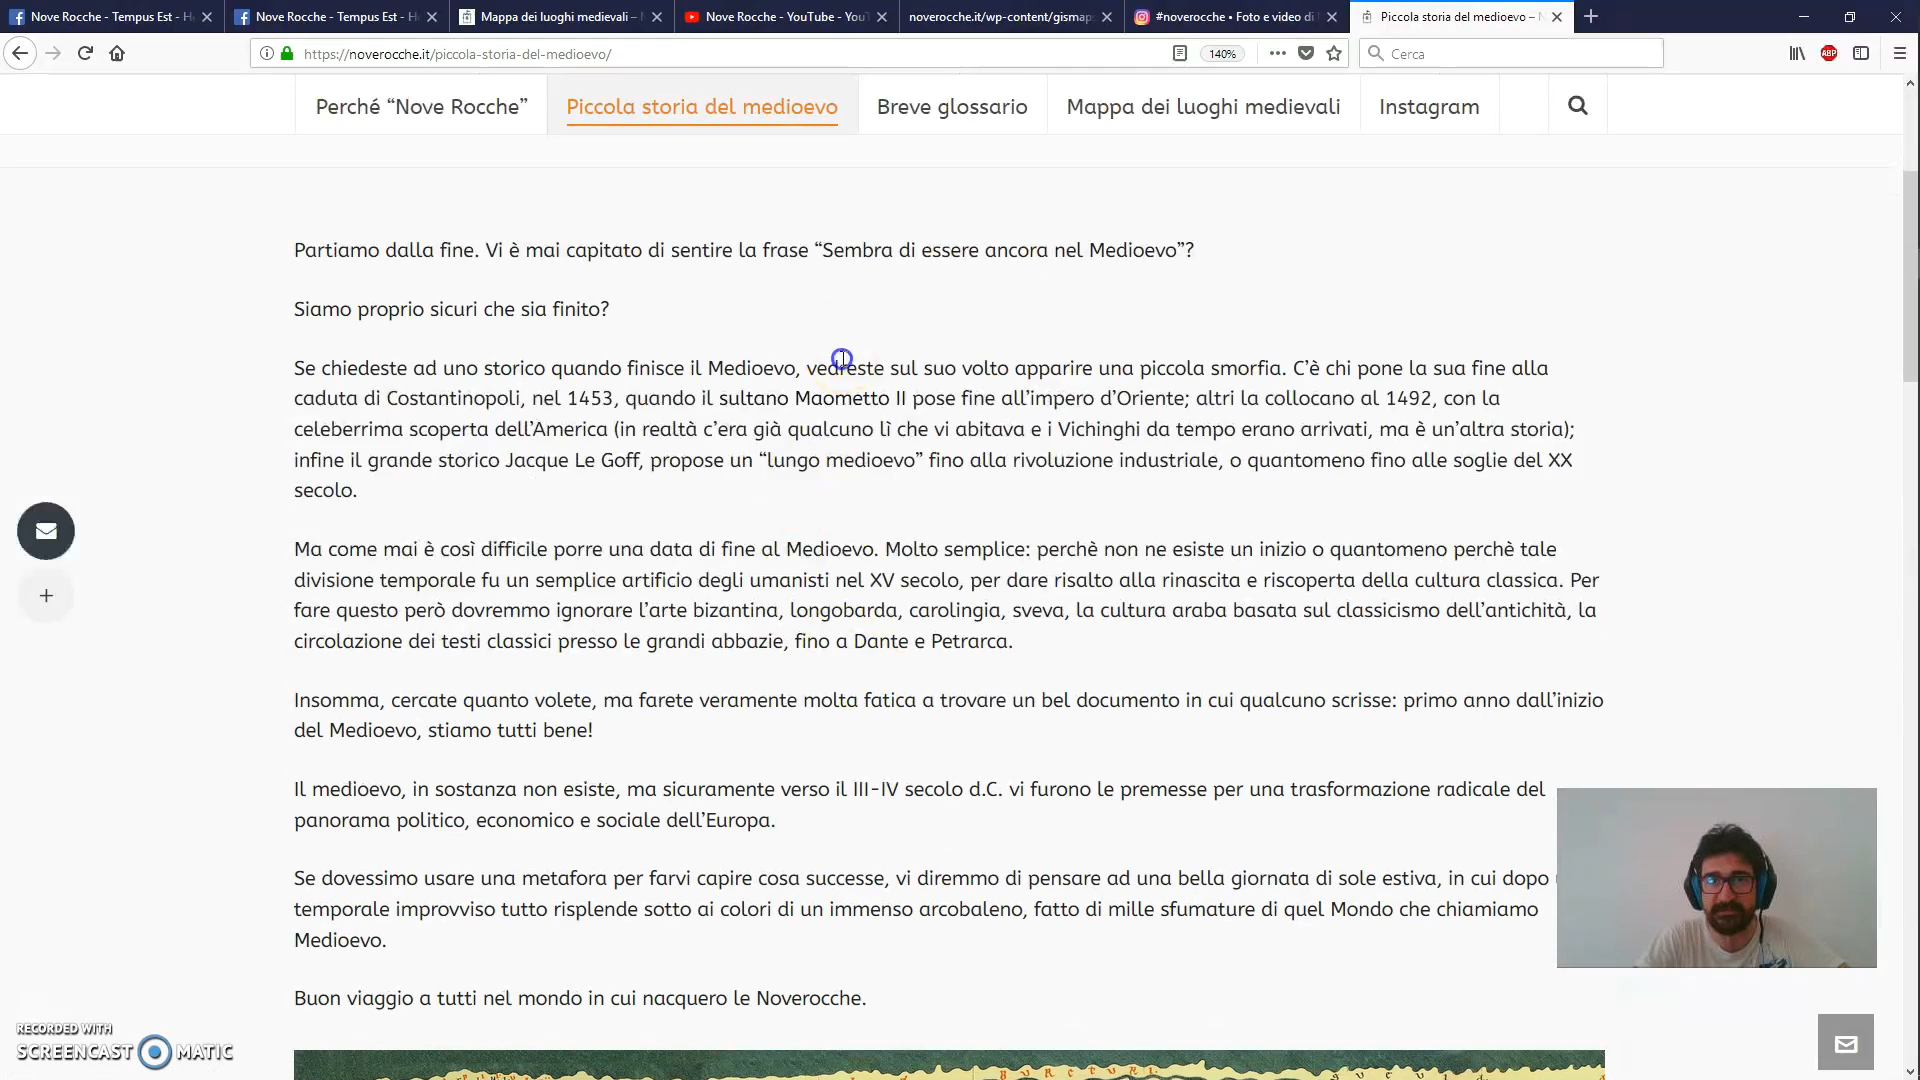 Nove Rocche - Tempus Est - H
Nove Rocche - Tempus Est - H
Mappa dei luoghi medievali – N
Nove Rocche - YouTube - YouT
noverocche.it/wp-content/gismap
#noverocche • Foto e video di
Piccola storia del medioevo – N
https://noverocche.it/piccola-storia-del-medioevo/
140%
Cerca
ABP
Perché “Nove Rocche”
Piccola storia del medioevo
Breve glossario
Mappa dei luoghi medievali
Instagram
Partiamo dalla fine. Vi è mai capitato di sentire la frase “Sembra di essere ancora nel Medioevo”?
Siamo proprio sicuri che sia finito?
Se chiedeste ad uno storico quando finisce il Medioevo, vedreste sul suo volto apparire una piccola smorfia. C’è chi pone la sua fine alla
caduta di Costantinopoli, nel 1453, quando il sultano Maometto II pose fine all’impero d’Oriente; altri la collocano al 1492, con la
celeberrima scoperta dell’America (in realtà c’era già qualcuno lì che vi abitava e i Vichinghi da tempo erano arrivati, ma è un’altra storia);
infine il grande storico Jacque Le Goff, propose un “lungo medioevo” fino alla rivoluzione industriale, o quantomeno fino alle soglie del XX
secolo.
Ma come mai è così difficile porre una data di fine al Medioevo. Molto semplice: perchè non ne esiste un inizio o quantomeno perchè tale
divisione temporale fu un semplice artificio degli umanisti nel XV secolo, per dare risalto alla rinascita e riscoperta della cultura classica. Per
fare questo però dovremmo ignorare l’arte bizantina, longobarda, carolingia, sveva, la cultura araba basata sul classicismo dell’antichità, la
circolazione dei testi classici presso le grandi abbazie, fino a Dante e Petrarca.
Insomma, cercate quanto volete, ma farete veramente molta fatica a trovare un bel documento in cui qualcuno scrisse: primo anno dall’inizio
del Medioevo, stiamo tutti bene!
Il medioevo, in sostanza non esiste, ma sicuramente verso il III-IV secolo d.C. vi furono le premesse per una trasformazione radicale del
panorama politico, economico e sociale dell’Europa.
Se dovessimo usare una metafora per farvi capire cosa successe, vi diremmo di pensare ad una bella giornata di sole estiva, in cui dopo
temporale improvviso tutto risplende sotto ai colori di un immenso arcobaleno, fatto di mille sfumature di quel Mondo che chiamiamo
Medioevo.
Buon viaggio a tutti nel mondo in cui nacquero le Noverocche.
RECORDED WITH
SCREENCAST MATIC